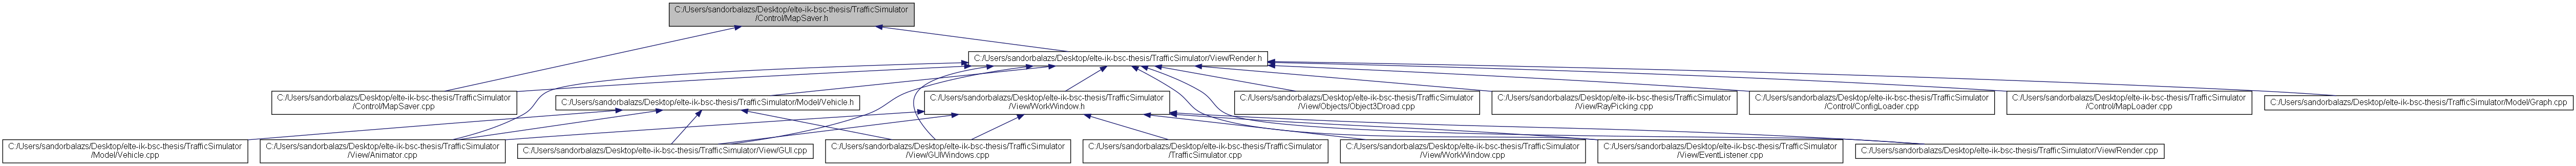 C:/Users/sandorbalazs/Desktop/elte-ik-bsc-thesis/TrafficSimulator
/Control/MapSaver.h
C:/Users/sandorbalazs/Desktop/elte-ik-bsc-thesis/TrafficSimulator/View/Render.h
C:/Users/sandorbalazs/Desktop/elte-ik-bsc-thesis/TrafficSimulator
/Control/MapSaver.cpp
C:/Users/sandorbalazs/Desktop/elte-ik-bsc-thesis/TrafficSimulator/Model/Vehicle.h
C:/Users/sandorbalazs/Desktop/elte-ik-bsc-thesis/TrafficSimulator
/View/WorkWindow.h
C:/Users/sandorbalazs/Desktop/elte-ik-bsc-thesis/TrafficSimulator
/View/Objects/Object3Droad.cpp
C:/Users/sandorbalazs/Desktop/elte-ik-bsc-thesis/TrafficSimulator
/View/RayPicking.cpp
C:/Users/sandorbalazs/Desktop/elte-ik-bsc-thesis/TrafficSimulator
/Control/ConfigLoader.cpp
C:/Users/sandorbalazs/Desktop/elte-ik-bsc-thesis/TrafficSimulator
/Control/MapLoader.cpp
C:/Users/sandorbalazs/Desktop/elte-ik-bsc-thesis/TrafficSimulator/Model/Graph.cpp
C:/Users/sandorbalazs/Desktop/elte-ik-bsc-thesis/TrafficSimulator
/Model/Vehicle.cpp
C:/Users/sandorbalazs/Desktop/elte-ik-bsc-thesis/TrafficSimulator
/View/Animator.cpp
C:/Users/sandorbalazs/Desktop/elte-ik-bsc-thesis/TrafficSimulator/View/GUI.cpp
C:/Users/sandorbalazs/Desktop/elte-ik-bsc-thesis/TrafficSimulator
/View/GUIWindows.cpp
C:/Users/sandorbalazs/Desktop/elte-ik-bsc-thesis/TrafficSimulator
/TrafficSimulator.cpp
C:/Users/sandorbalazs/Desktop/elte-ik-bsc-thesis/TrafficSimulator
/View/WorkWindow.cpp
C:/Users/sandorbalazs/Desktop/elte-ik-bsc-thesis/TrafficSimulator
/View/EventListener.cpp
C:/Users/sandorbalazs/Desktop/elte-ik-bsc-thesis/TrafficSimulator/View/Render.cpp